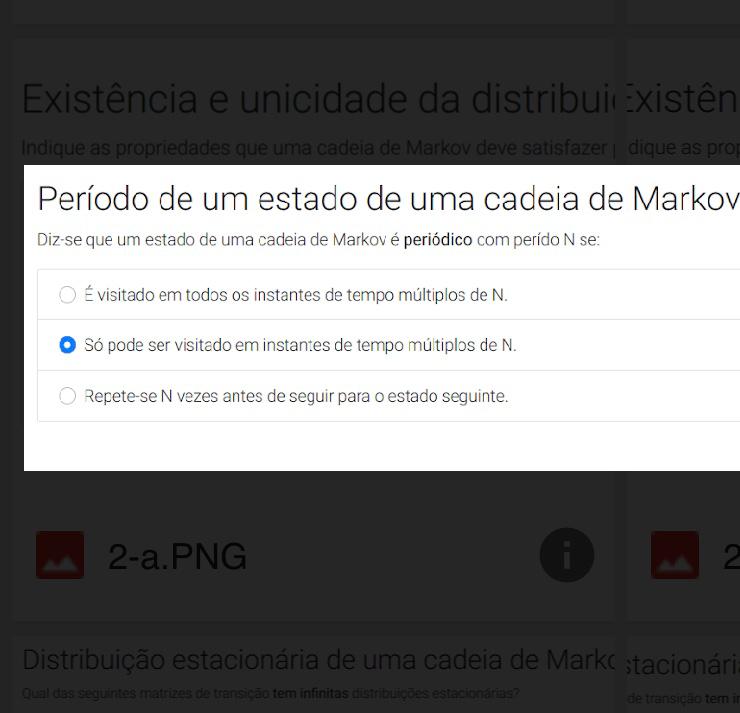 Existência e unicidade da distribui
Existên
Indique as propriedades que uma cadeia de Markov deve satisfazer
dique as prop
Período de um estado de uma cadeia de Markov
Diz-se que um estado de uma cadeia de Markov é periódico com perído N se:
É visitado em todos os instantes de tempo múltiplos de N.
Só pode ser visitado em instantes de tempo múltiplos de N.
Repete-se N vezes antes de seguir para o estado seguinte.
2-a.PNG
2
Distribuição estacionária de uma cadeia de Marko
stacionári
Qual das seguintes matrizes de transição tem infinitas distribuições estacionárias?
de transição tem ir